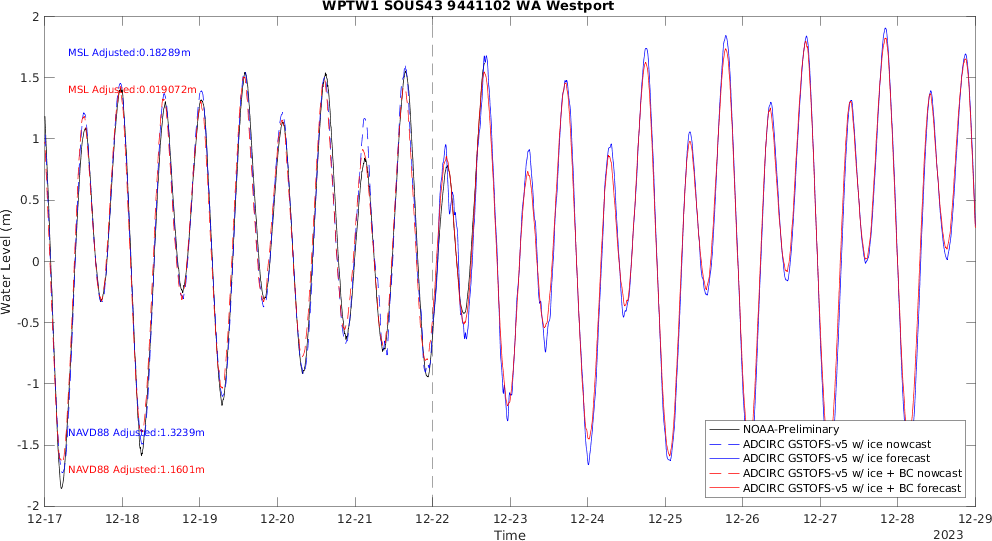 WPTW1 SOUS43 9441102 WA Westport
2
1.5
1
0.5
0
-0.5
-1
-1.5
-2
Water Level (m)
MSL Adjusted:0.18289m
MSL Adjusted:0.019072m
NAVD88 Adjusted:1.3239m
NAVD88 Adjusted:1.1601m
NOAA-Preliminary
ADCIRC GSTOFS-v5 w/ ice nowcast
ADCIRC GSTOFS-v5 w/ ice forecast
ADCIRC GSTOFS-v5 w/ ice + BC nowcast
ADCIRC GSTOFS-v5 w/ ice + BC forecast
12-17 12-18 12-19 12-20 12-21 12-22 12-23 12-24 12-25 12-26 12-27 12-28 12-29
Time
2023